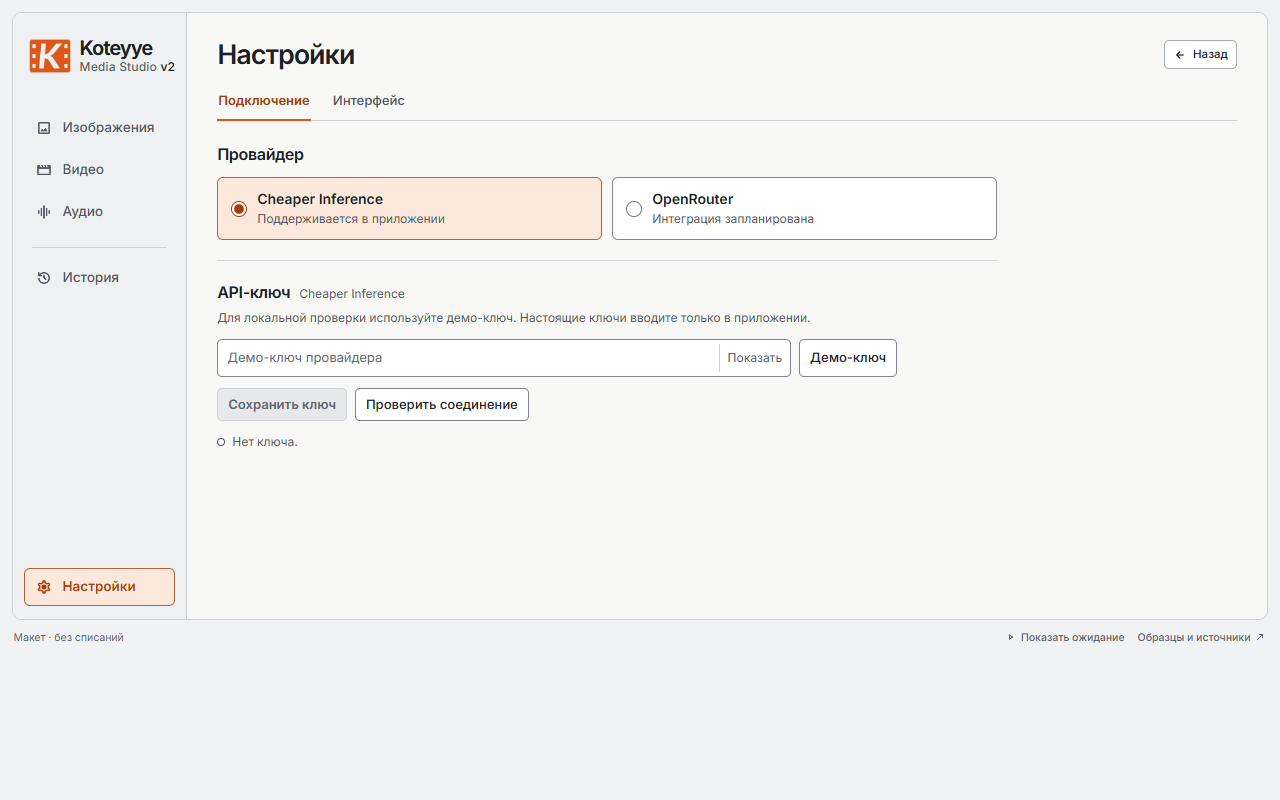 Koteyye
Media Studio v2
Изображения
Видео
Аудио
История
Настройки
Настройки
Назад
Подключение
Интерфейс
Провайдер
Cheaper Inference
Поддерживается в приложении
OpenRouter
Интеграция запланирована
API-ключ Cheaper Inference
Для локальной проверки используйте демо-ключ. Настоящие ключи вводите только в приложении.
Демо-ключ провайдера
Показать
Демо-ключ
Сохранить ключ
Проверить соединение
Нет ключа.
Макет · без списаний
Показать ожидание
Образцы и источники